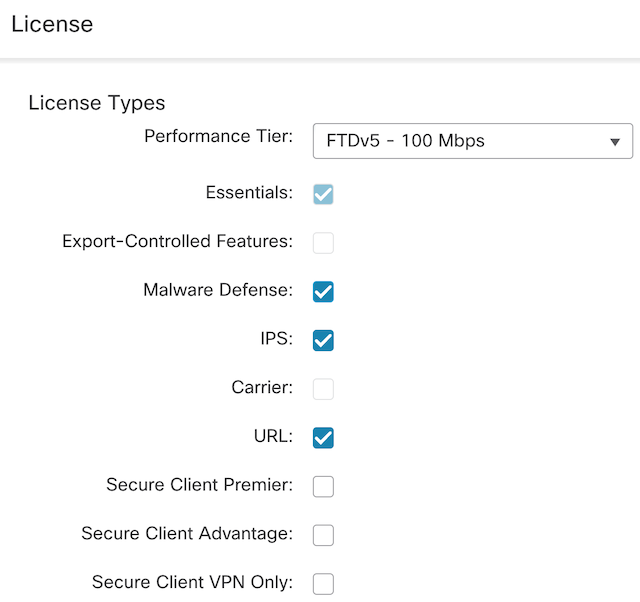 License
License Types
Performance Tier: FTDv5 - 100 Mbps
Essentials:
Export-Controlled Features:
Malware Defense:
IPS:
Carrier:
URL:
Secure Client Premier:
Secure Client Advantage:
Secure Client VPN Only: